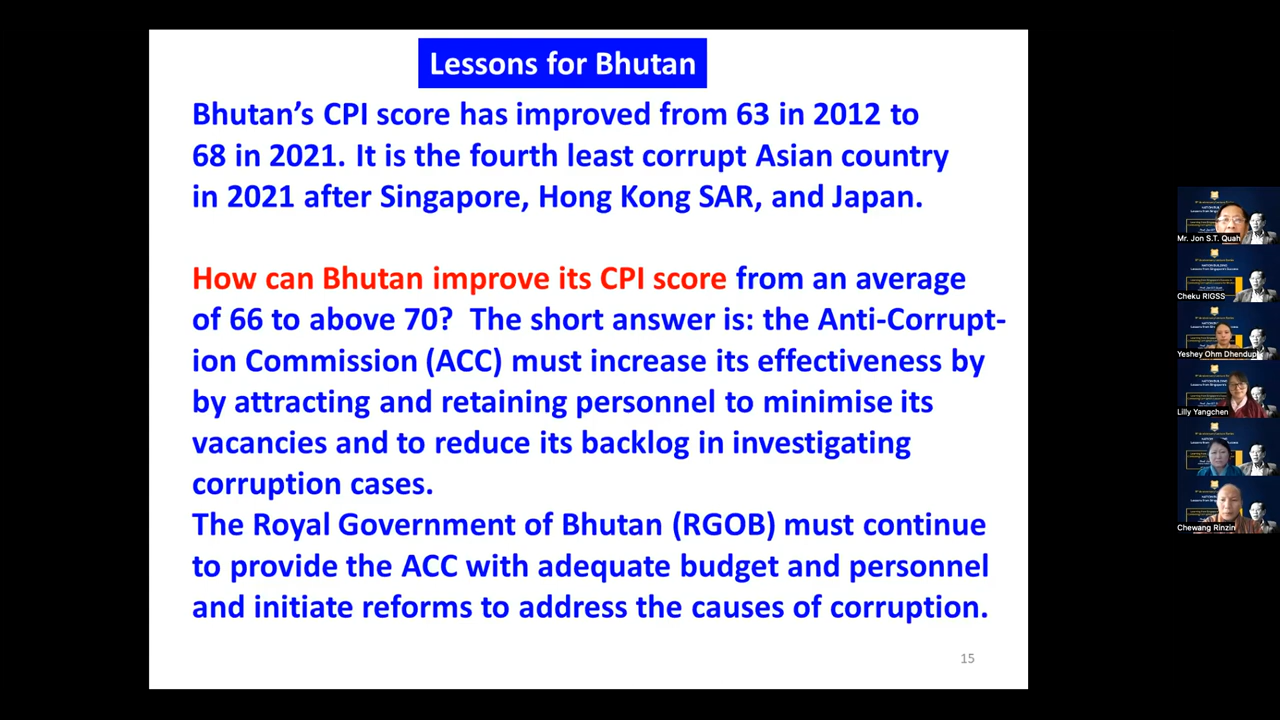 Lessons for Bhutan
Bhutan’s CPI score has improved from 63 in 2012 to
68 in 2021. It is the fourth least corrupt Asian country
in 2021 after Singapore, Hong Kong SAR, and Japan.
How can Bhutan improve its CPI score from an average
of 66 to above 70? The short answer is: the Anti-Corrupt-
ion Commission (ACC) must increase its effectiveness by
by attracting and retaining personnel to minimise its
vacancies and to reduce its backlog in investigating
corruption cases.
The Royal Government of Bhutan (RGOB) must continue
to provide the ACC with adequate budget and personnel
and initiate reforms to address the causes of corruption.
15
Mr. Jon S.T. Quah
Cheku RIGSS
Yeshey Ohm Dhendup
Lilly Yangchen
Chewang Rinzin